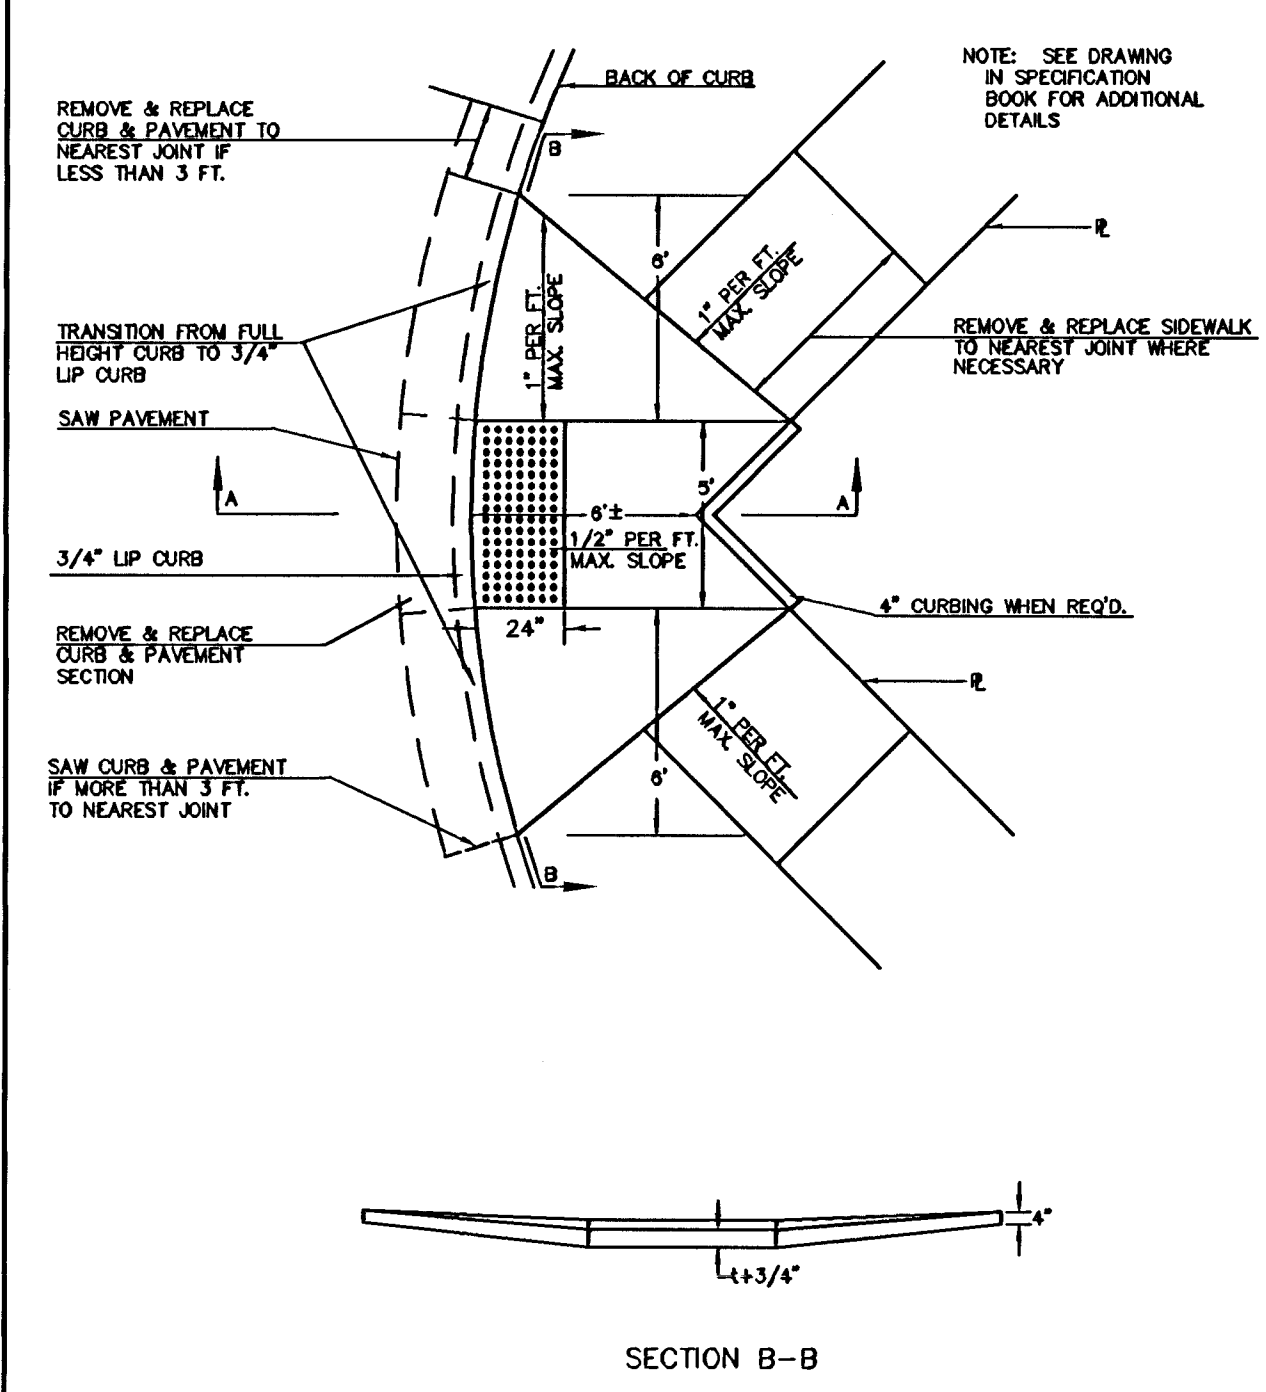 NOTE: SEE DRAWING
IN SPECIFICATION
BOOK FOR ADDITIONAL
DETAILS
BACK OF CURB
REMOVE & REPLACE
CURB & PAVEMENT TO
NEAREST JOINT IF
LESS THAN 3 FT.
B
6'
1" PER FT.
MAX. SLOPE
1" PER FT.
MAX. SLOPE
PL
TRANSITION FROM FULL
HEIGHT CURB TO 3/4"
LIP CURB
REMOVE & REPLACE SIDEWALK
TO NEAREST JOINT WHERE
NECESSARY
SAW PAVEMENT
A
5'
A
6'±
1/2" PER FT.
MAX. SLOPE
3/4" LIP CURB
4" CURBING WHEN REQ'D.
24"
REMOVE & REPLACE
CURB & PAVEMENT
SECTION
PL
1" PER FT.
MAX. SLOPE
6'
SAW CURB & PAVEMENT
IF MORE THAN 3 FT.
TO NEAREST JOINT
B
4"
t+3/4"
SECTION B-B